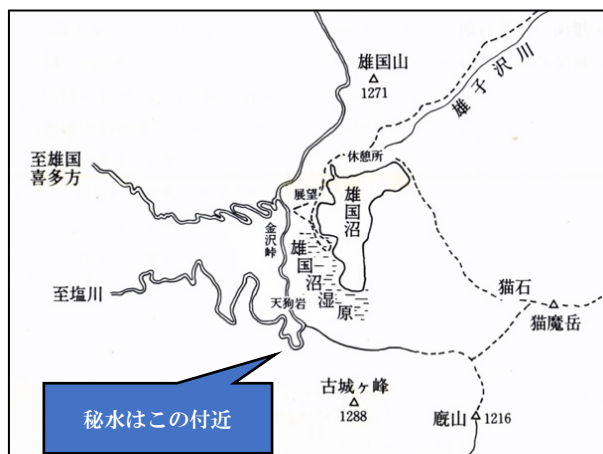 雄国山
1271
雄子沢川
休憩所
至雄国
喜多方
展望
雄国沼
金沢峠
雄国沼湿原
至塩川
天狗岩
猫石
猫魔岳
古城ヶ峰
1288
厩山
1216
秘水はこの付近